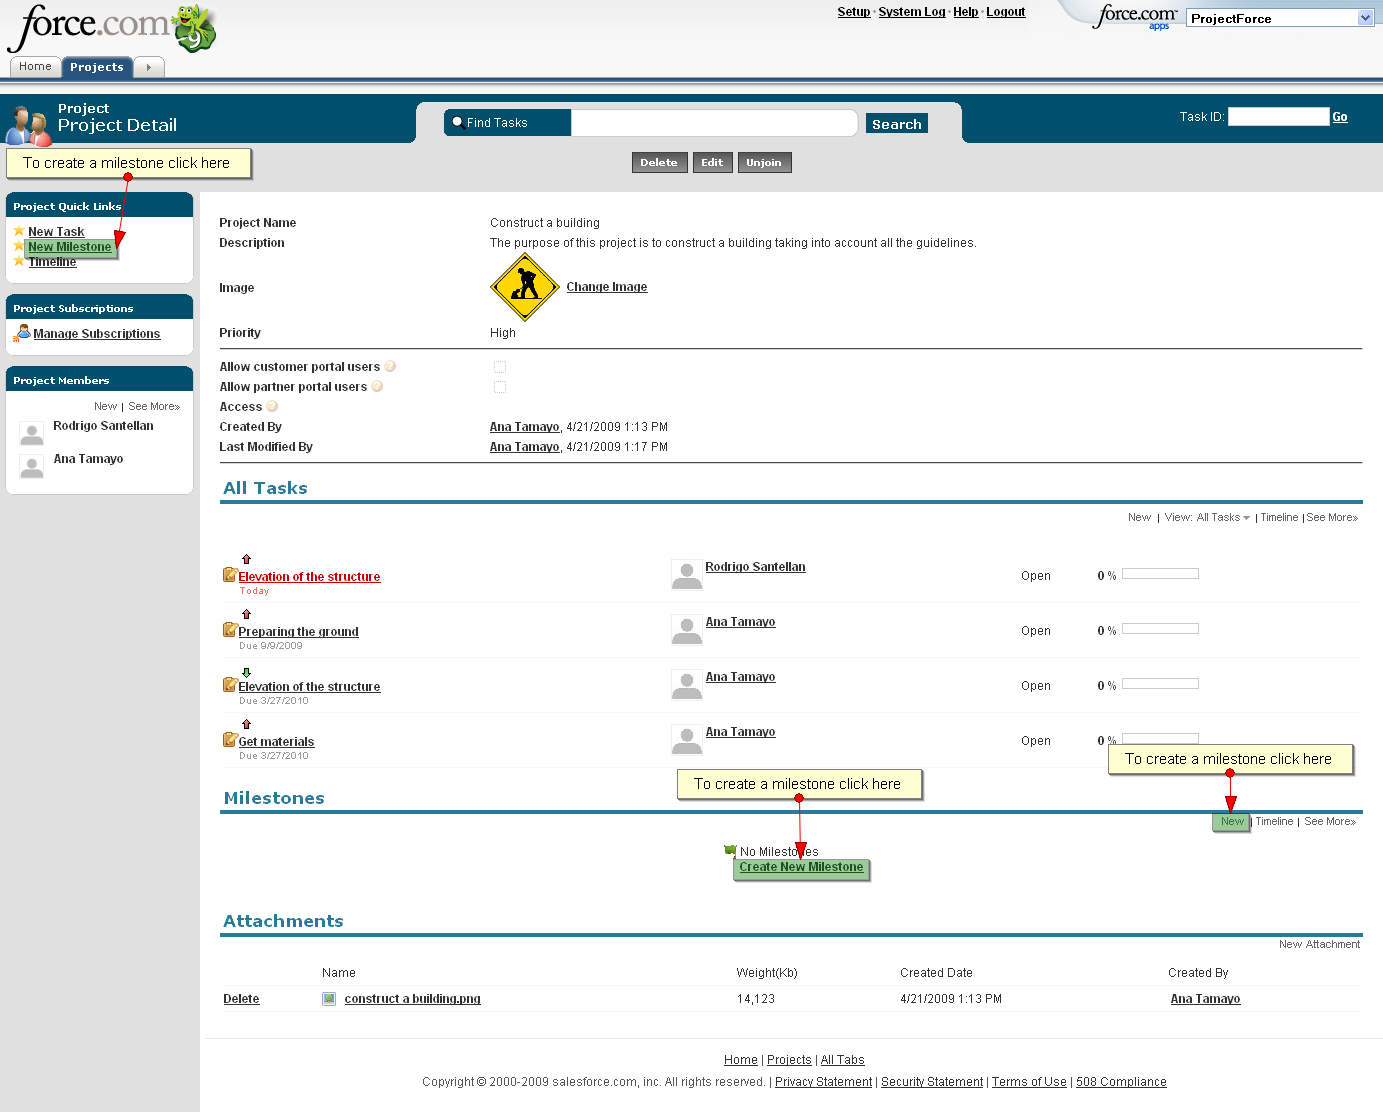 force.com 9
Setup · System Log · Help · Logout
force.com apps
ProjectForce
Home
Projects
Project
Project Detail
Find Tasks
Search
Task ID:
Go
To create a milestone click here
Delete
Edit
Unjoin
Project Quick Links
New Task
New Milestone
Timeline
Project Subscriptions
Manage Subscriptions
Project Members
New | See More»
Rodrigo Santellan
Ana Tamayo
Project Name Construct a building
Description The purpose of this project is to construct a building taking into account all the guidelines.
Image Change Image
Priority High
Allow customer portal users ?
Allow partner portal users ?
Access ?
Created By Ana Tamayo, 4/21/2009 1:13 PM
Last Modified By Ana Tamayo, 4/21/2009 1:17 PM
All Tasks
New | View: All Tasks | Timeline | See More»
Elevation of the structure Rodrigo Santellan Open 0 %
Today
Preparing the ground Ana Tamayo Open 0 %
Due 9/9/2009
Elevation of the structure Ana Tamayo Open 0 %
Due 3/27/2010
Get materials Ana Tamayo Open 0 %
Due 3/27/2010
To create a milestone click here
To create a milestone click here
Milestones
New | Timeline | See More»
No Milestones
Create New Milestone
Attachments
New Attachment
Name Weight(Kb) Created Date Created By
Delete construct a building.png 14,123 4/21/2009 1:13 PM Ana Tamayo
Home | Projects | All Tabs
Copyright © 2000-2009 salesforce.com, inc. All rights reserved. | Privacy Statement | Security Statement | Terms of Use | 508 Compliance